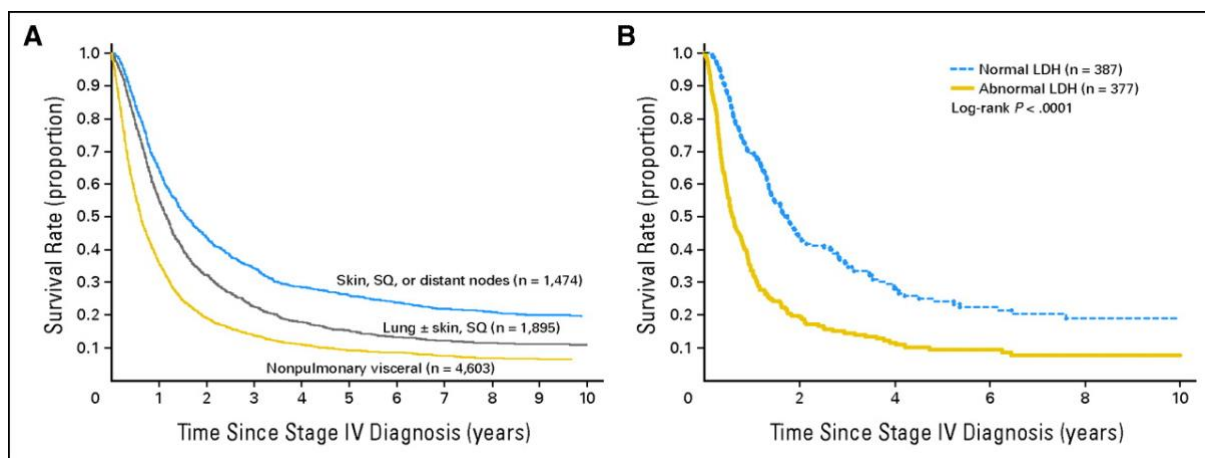 A
Survival Rate (proportion)
1.0
0.9
0.8
0.7
0.6
0.5
0.4
0.3
0.2
0.1
Skin, SQ, or distant nodes (n = 1,474)
Lung ± skin, SQ (n = 1,895)
Nonpulmonary visceral (n = 4,603)
0 1 2 3 4 5 6 7 8 9 10
Time Since Stage IV Diagnosis (years)
B
Survival Rate (proportion)
1.0
0.9
0.8
0.7
0.6
0.5
0.4
0.3
0.2
0.1
Normal LDH (n = 387)
Abnormal LDH (n = 377)
Log-rank P < .0001
0 2 4 6 8 10
Time Since Stage IV Diagnosis (years)